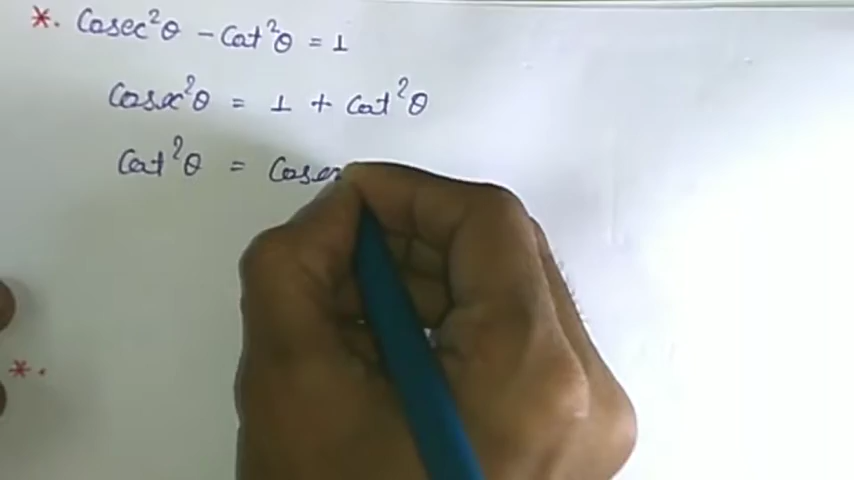 *. Cosec²θ - Cot²θ = 1
Cosec²θ = 1 + Cot²θ
Cot²θ = Cosec
*.